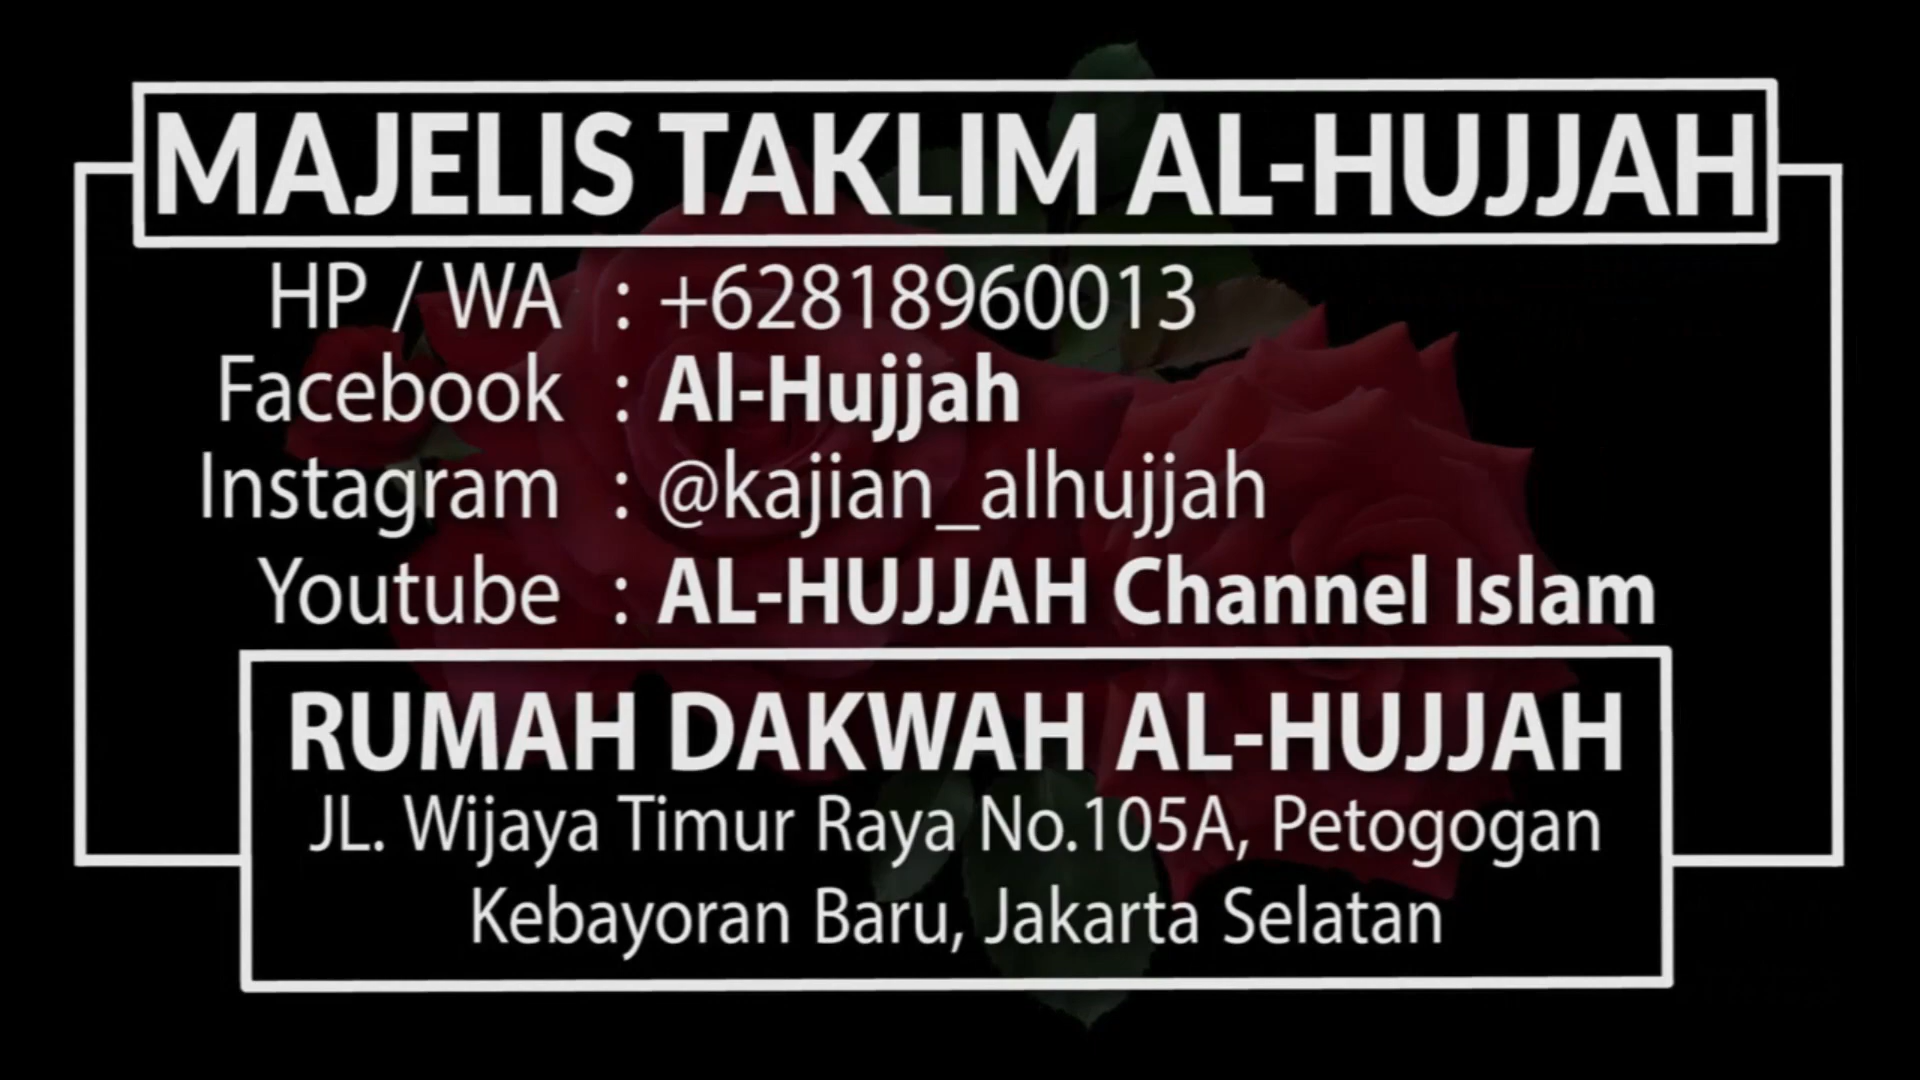 MAJELIS TAKLIM AL-HUJJAH
HP / WA : +62818960013
Facebook : Al-Hujjah
Instagram : @kajian_alhujjah
Youtube : AL-HUJJAH Channel Islam
RUMAH DAKWAH AL-HUJJAH
JL. Wijaya Timur Raya No.105A, Petogogan
Kebayoran Baru, Jakarta Selatan